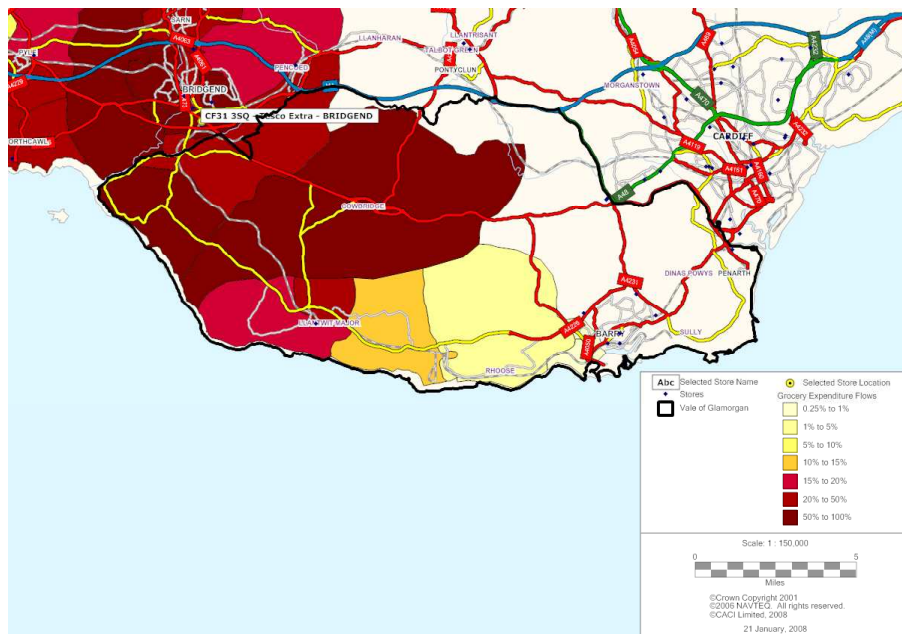 SARN
A4063
A4061
PYLE
A4229
BRIDGEND
PENCOED
LLANHARAN
LLANTRISANT
TALBOT GREEN
PONTYCLUN
MORGANSTOWN
A4054
A469
A4232
A48(M)
A470
CARDIFF
A4119
A4161
A4160
A4232
A48
CF31 3SQ - Tesco Extra - BRIDGEND
COWBRIDGE
DINAS POWYS
PENARTH
A4231
LLANTWIT MAJOR
A4226
BARRY
SULLY
RHOOSE
Abc Selected Store Name
Stores
Vale of Glamorgan
Selected Store Location
Grocery Expenditure Flows
0.25% to 1%
1% to 5%
5% to 10%
10% to 15%
15% to 20%
20% to 50%
50% to 100%
Scale: 1 : 150,000
0 5
Miles
©Crown Copyright 2001
©2006 NAVTEQ. All rights reserved.
©CACI Limited, 2008
21 January, 2008